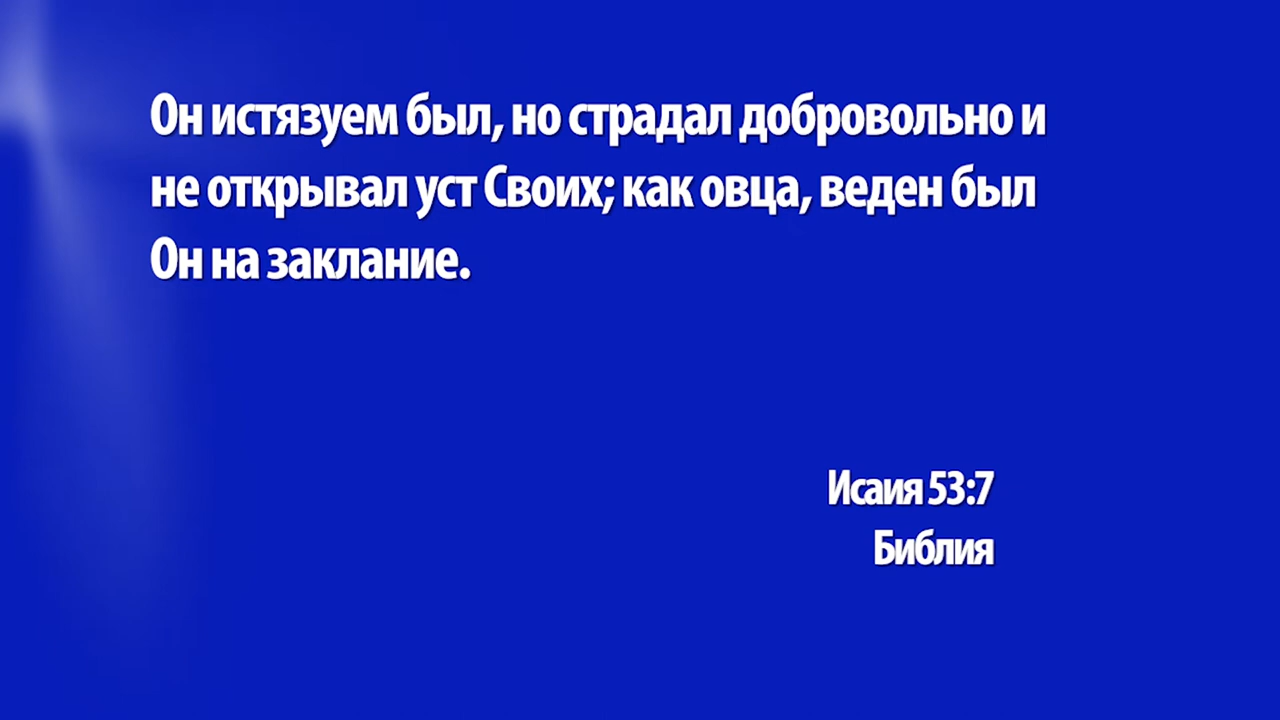 Он истязуем был, но страдал добровольно и
не открывал уст Своих; как овца, веден был
Он на заклание.
Исаия 53:7
Библия